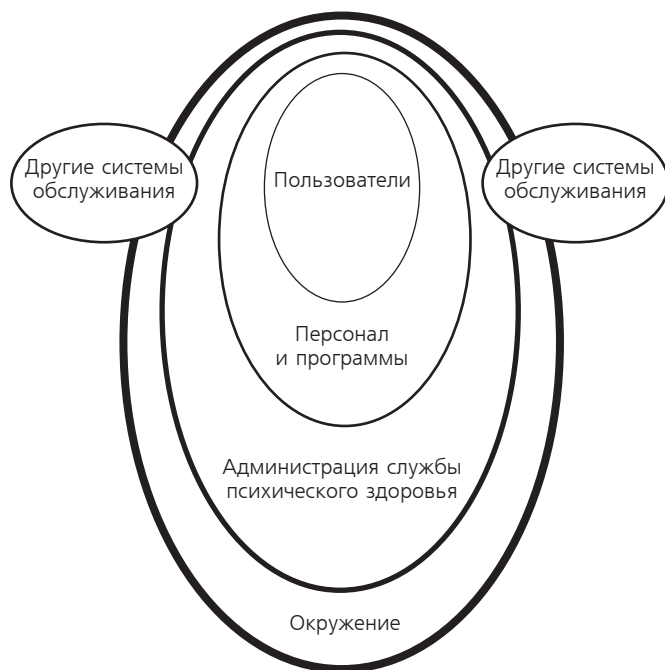 Другие системы
обслуживания
Пользователи
Другие системы
обслуживания
Персонал
и программы
Администрация службы
психического здоровья
Окружение